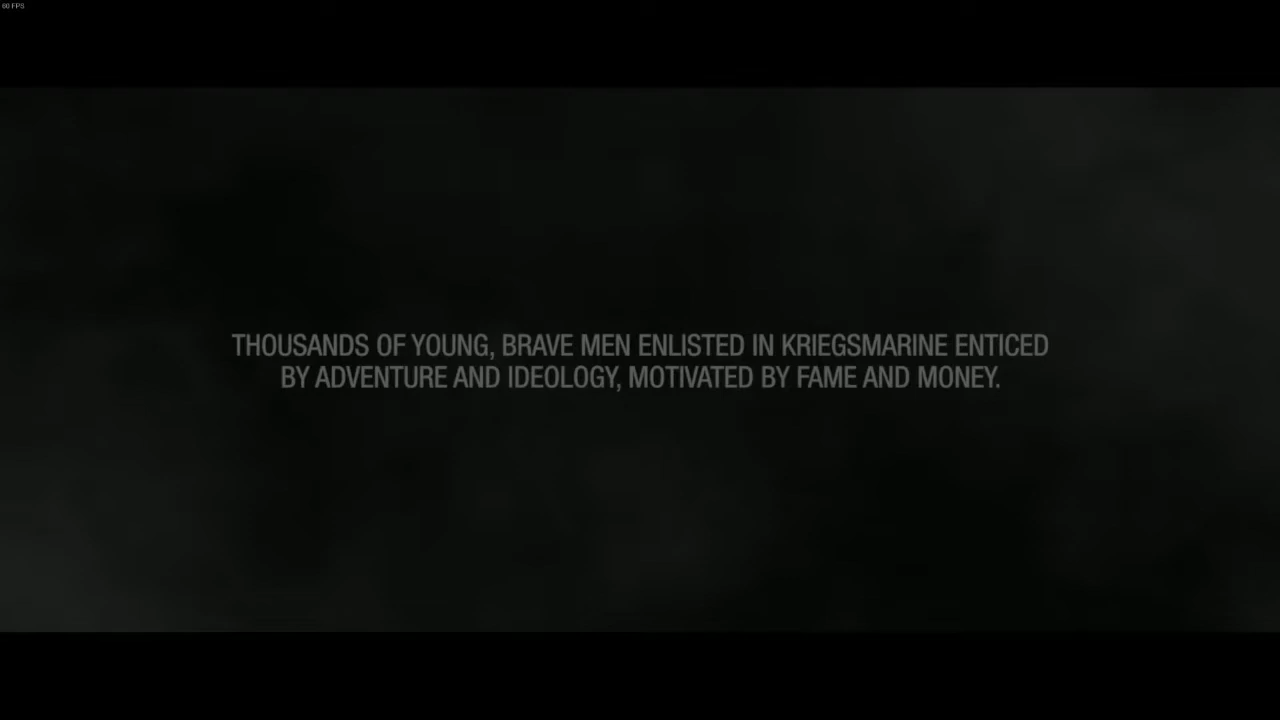 60 FPS
THOUSANDS OF YOUNG, BRAVE MEN ENLISTED IN KRIEGSMARINE ENTICED
BY ADVENTURE AND IDEOLOGY, MOTIVATED BY FAME AND MONEY.